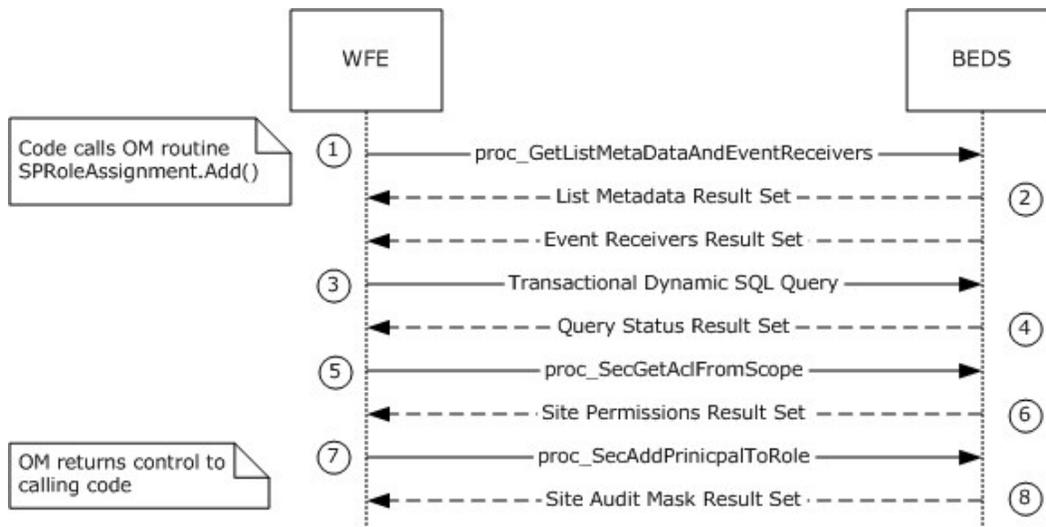 WFE
BEDS
Code calls OM routine
SPRoleAssignment.Add()
1
proc_GetListMetaDataAndEventReceivers
List Metadata Result Set
2
Event Receivers Result Set
3
Transactional Dynamic SQL Query
Query Status Result Set
4
5
proc_SecGetAclFromScope
Site Permissions Result Set
6
OM returns control to
calling code
7
proc_SecAddPrinicpalToRole
Site Audit Mask Result Set
8